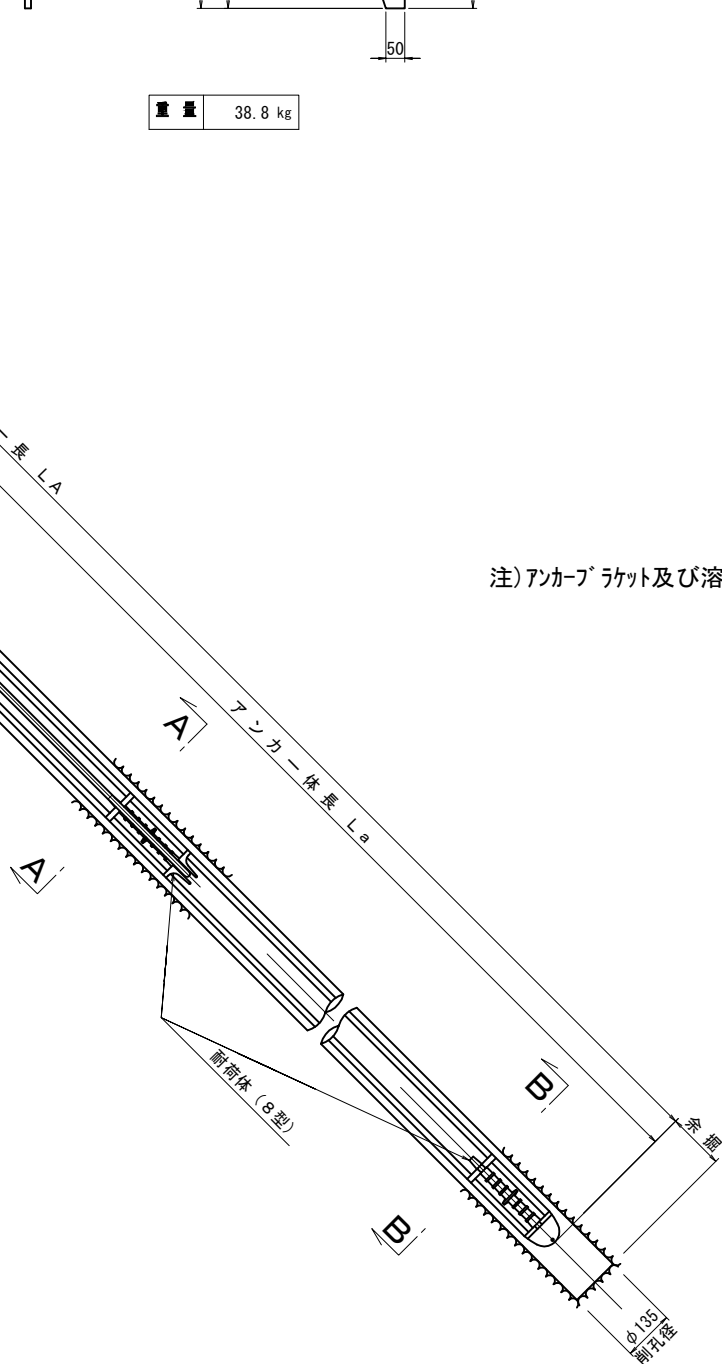 50
重 量 38.8 kg
ー長 LA
注)アンカーブラケット及び溶
A
アンカー体長 La
A
耐荷体(8型)
B
余掘
B
φ135
削孔径